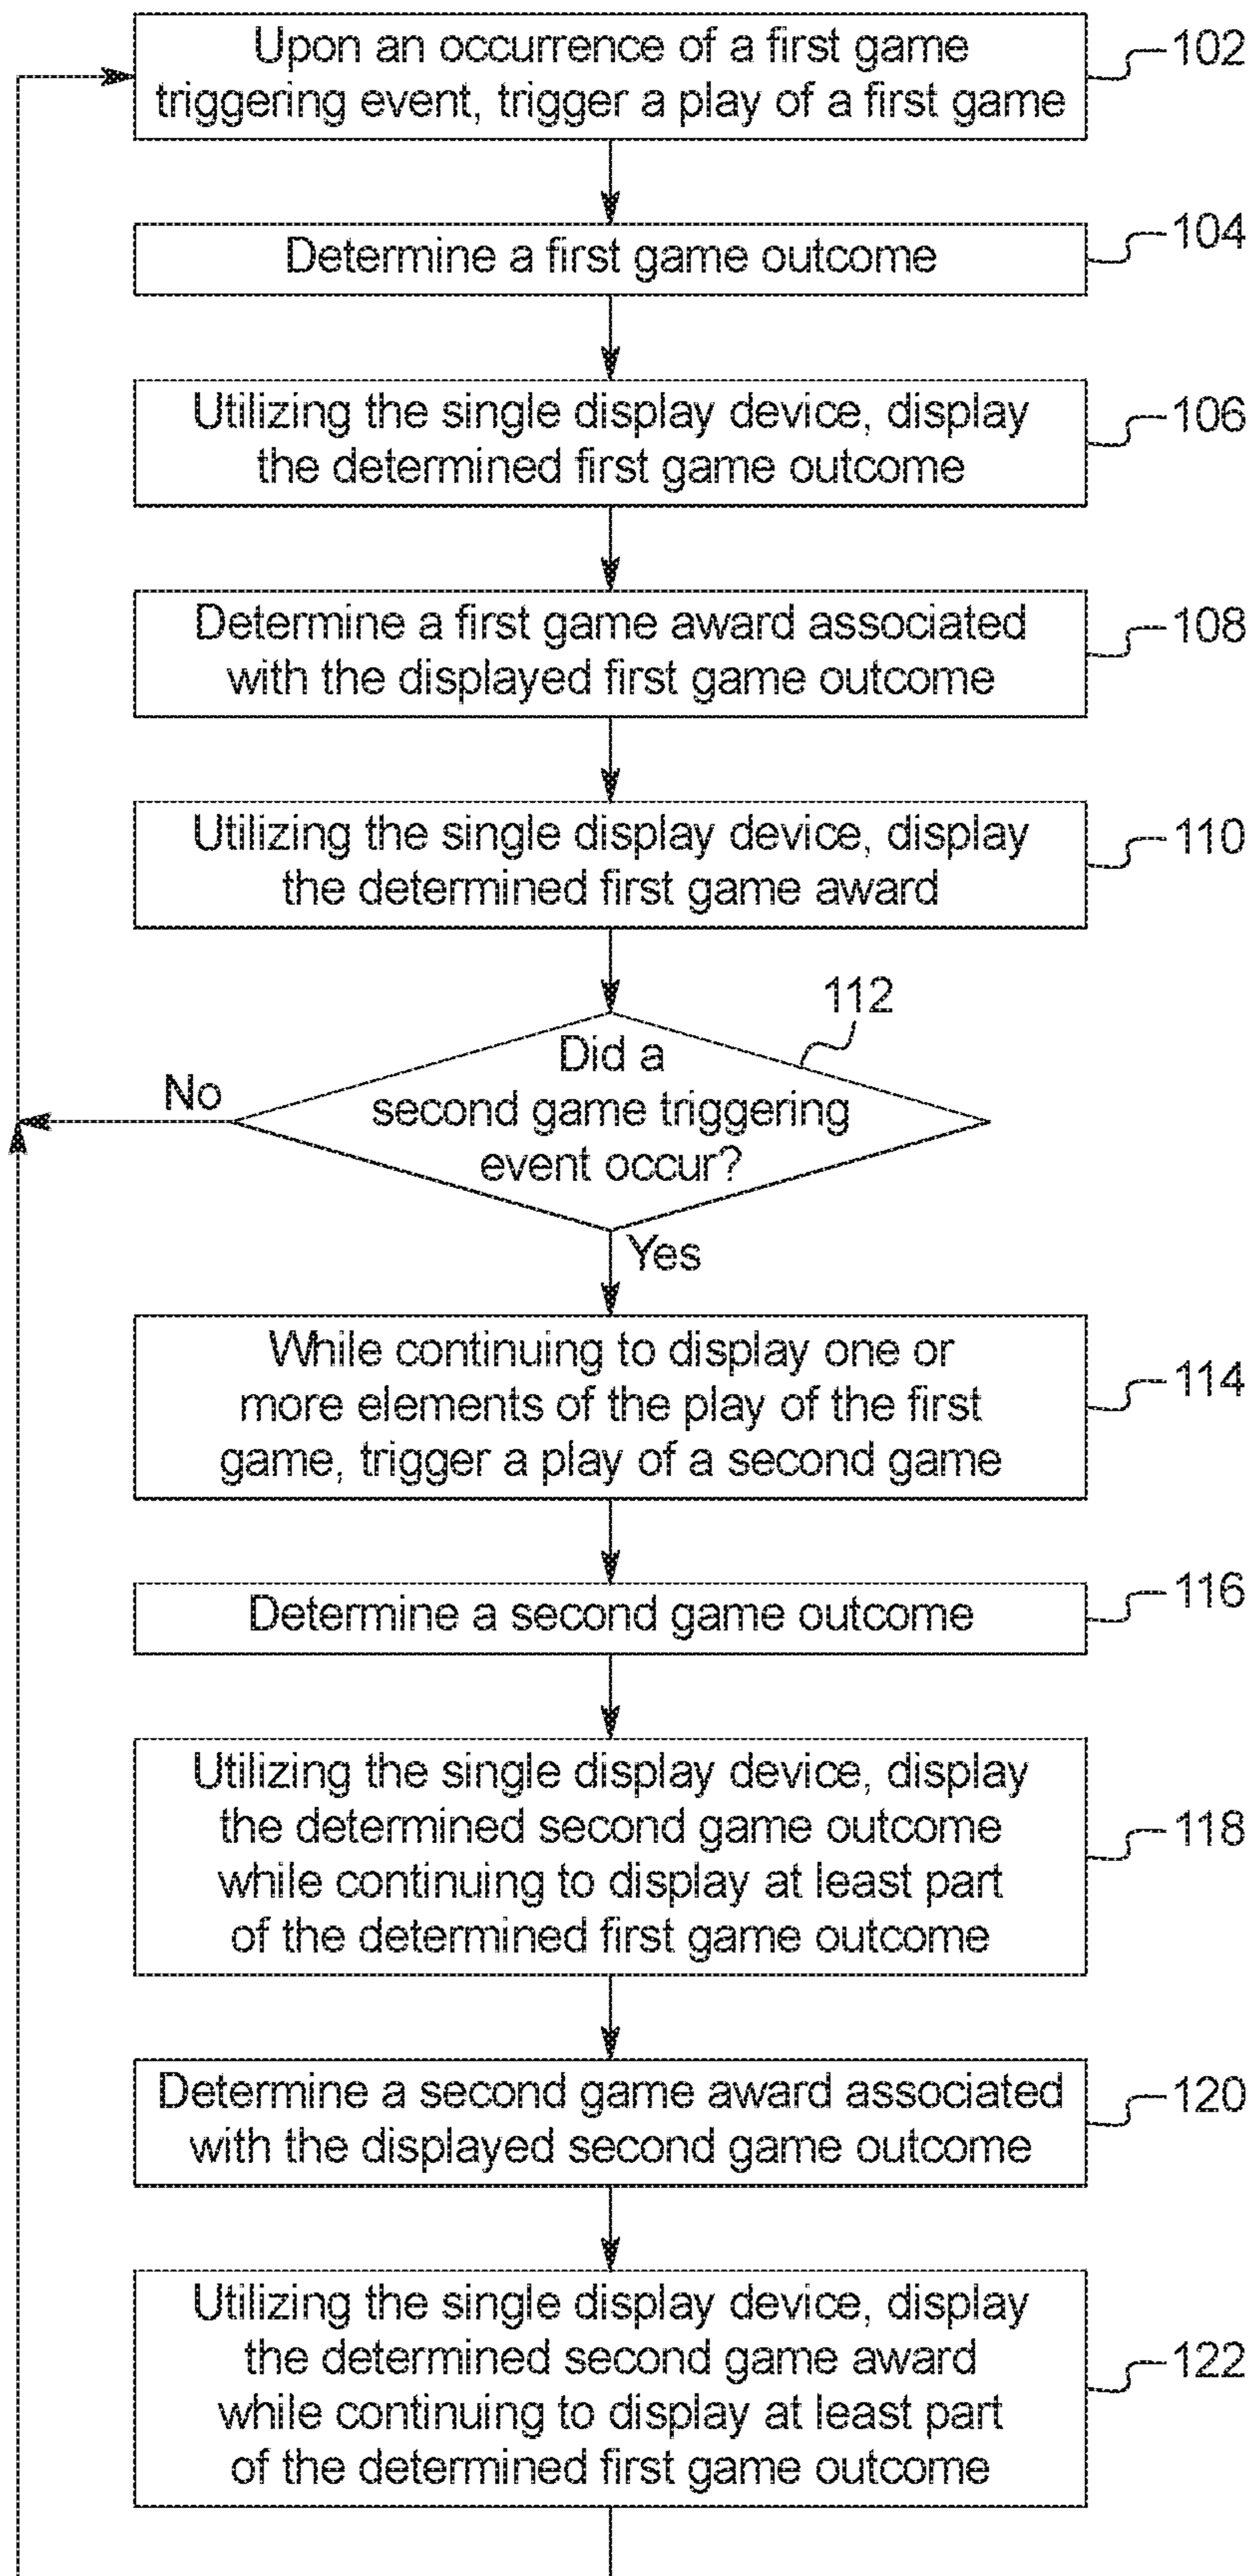 Upon an occurrence of a first game
triggering event, trigger a play of a first game
102
Determine a first game outcome
104
Utilizing the single display device, display
the determined first game outcome
106
Determine a first game award associated
with the displayed first game outcome
108
Utilizing the single display device, display
the determined first game award
110
112
Did a
second game triggering
event occur?
No
Yes
While continuing to display one or
more elements of the play of the first
game, trigger a play of a second game
114
Determine a second game outcome
116
Utilizing the single display device, display
the determined second game outcome
while continuing to display at least part
of the determined first game outcome
118
Determine a second game award associated
with the displayed second game outcome
120
Utilizing the single display device, display
the determined second game award
while continuing to display at least part
of the determined first game outcome
122